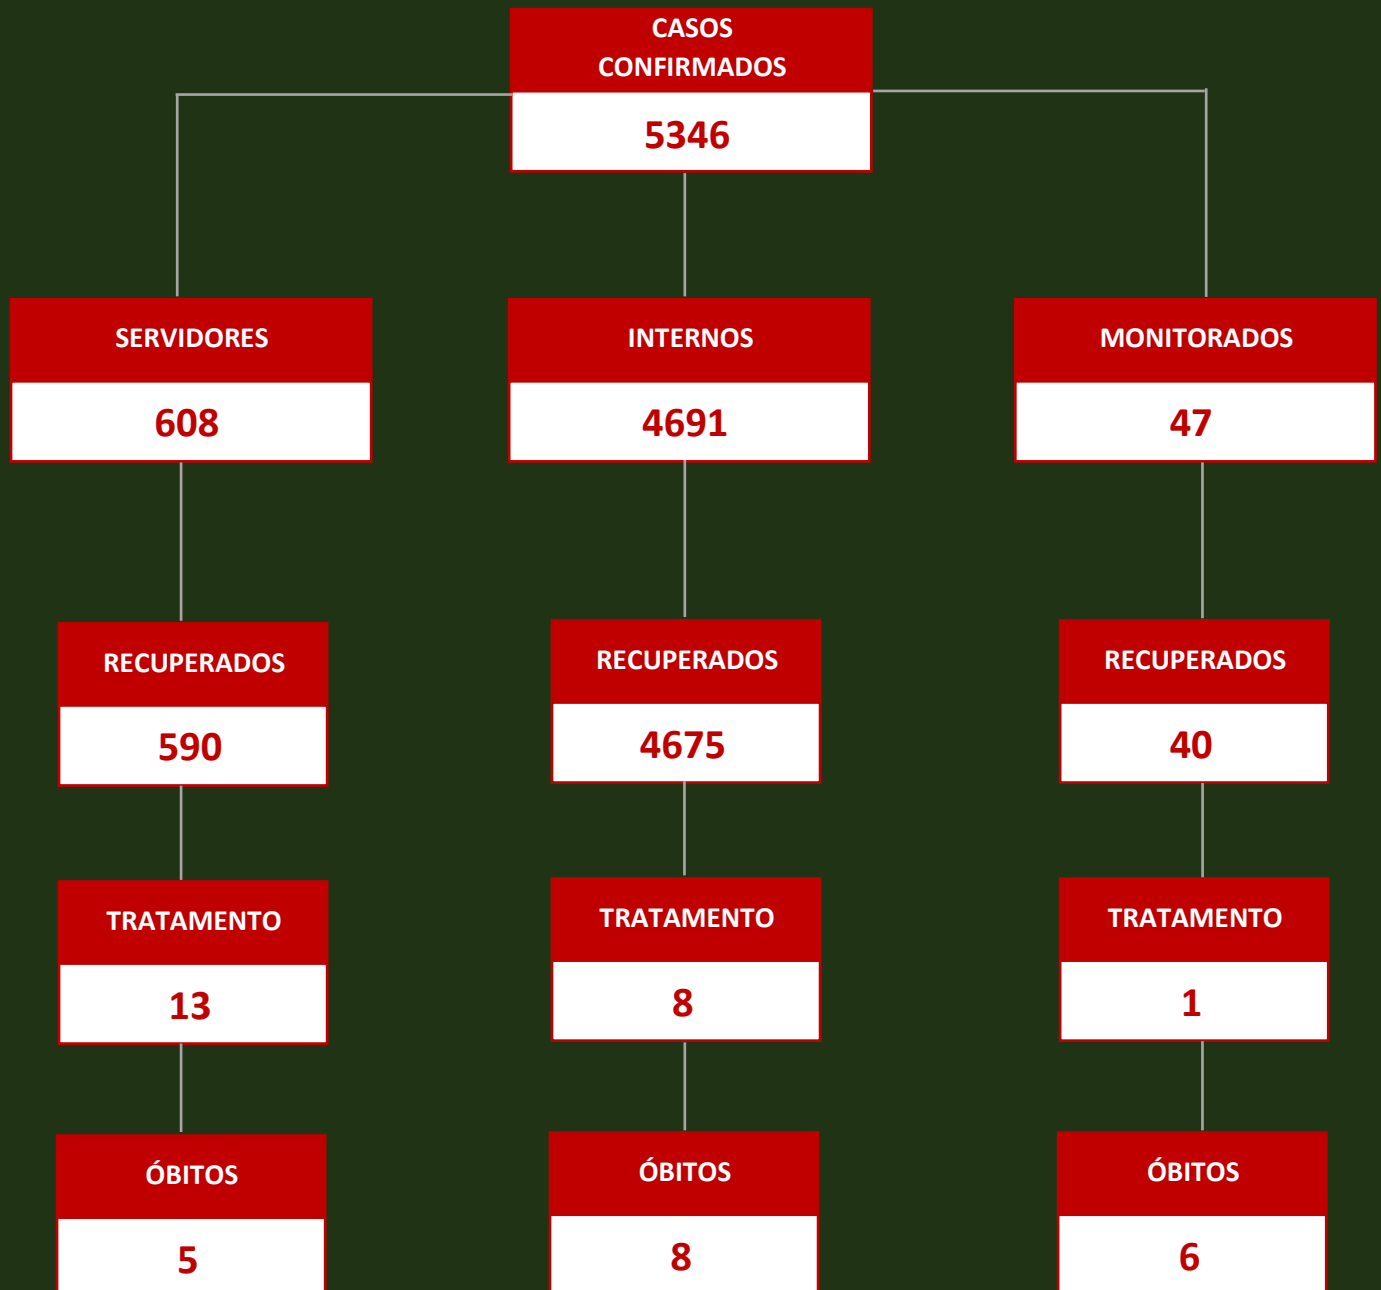 CASOS
CONFIRMADOS
5346
SERVIDORES
608
INTERNOS
4691
MONITORADOS
47
RECUPERADOS
590
RECUPERADOS
4675
RECUPERADOS
40
TRATAMENTO
13
TRATAMENTO
8
TRATAMENTO
1
ÓBITOS
5
ÓBITOS
8
ÓBITOS
6